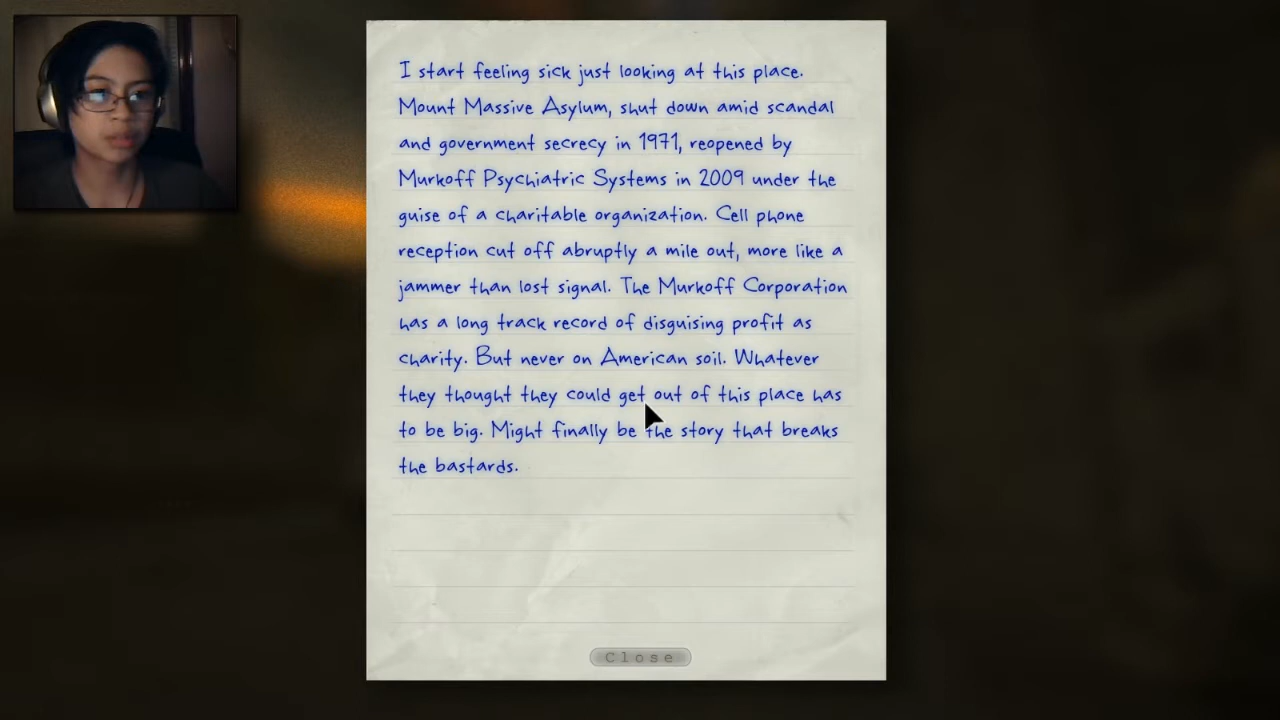 I start feeling sick just looking at this place.
Mount Massive Asylum, shut down amid scandal
and government secrecy in 1971, reopened by
Murkoff Psychiatric Systems in 2009 under the
guise of a charitable organization. Cell phone
reception cut off abruptly a mile out, more like a
jammer than lost signal. The Murkoff Corporation
has a long track record of disguising profit as
charity. But never on American soil. Whatever
they thought they could get out of this place has
to be big. Might finally be the story that breaks
the bastards.
Close